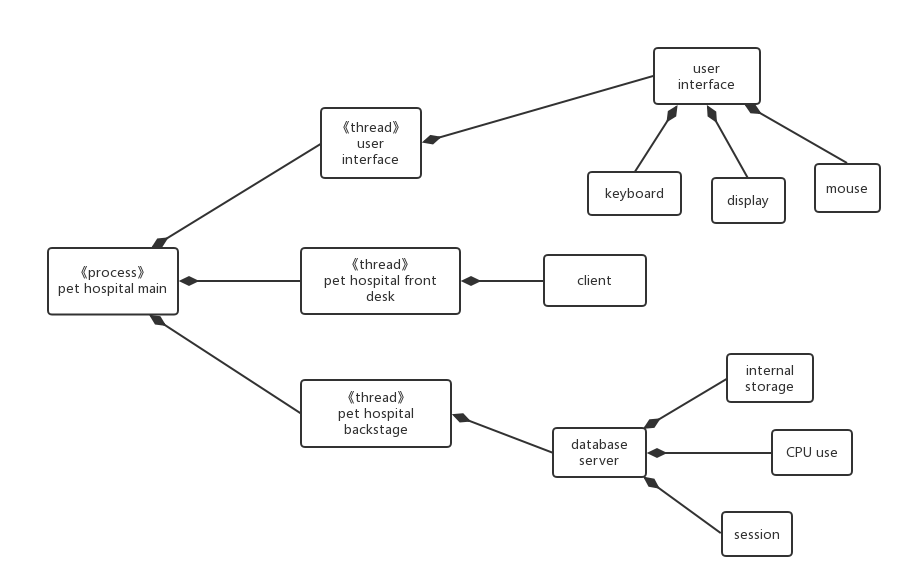 user
interface
《thread》
user
interface
keyboard
display
mouse
《process》
pet hospital main
《thread》
pet hospital front
desk
client
《thread》
pet hospital
backstage
database
server
internal
storage
CPU use
session